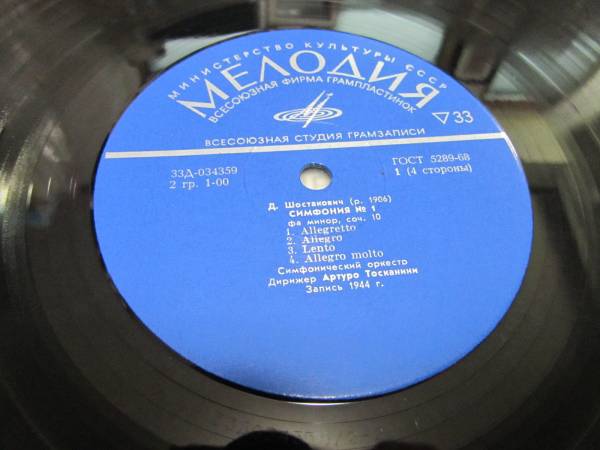 МИНИСТЕРСТВО КУЛЬТУРЫ СССР
МЕЛОДИЯ
ВСЕСОЮЗНАЯ ФИРМА ГРАМПЛАСТИНОК
33
ВСЕСОЮЗНАЯ СТУДИЯ ГРАМЗАПИСИ
33Д-034359
2 гр. 1-00
ГОСТ 5289-68
1 (4 стороны)
Д. Шостакович (р. 1906)
СИМФОНИЯ № 1
фа минор, соч. 10
1. Allegretto
2. Allegro
3. Lento
4. Allegro molto
Симфонический оркестр
Дирижер Артуро Тосканини
Запись 1944 г.